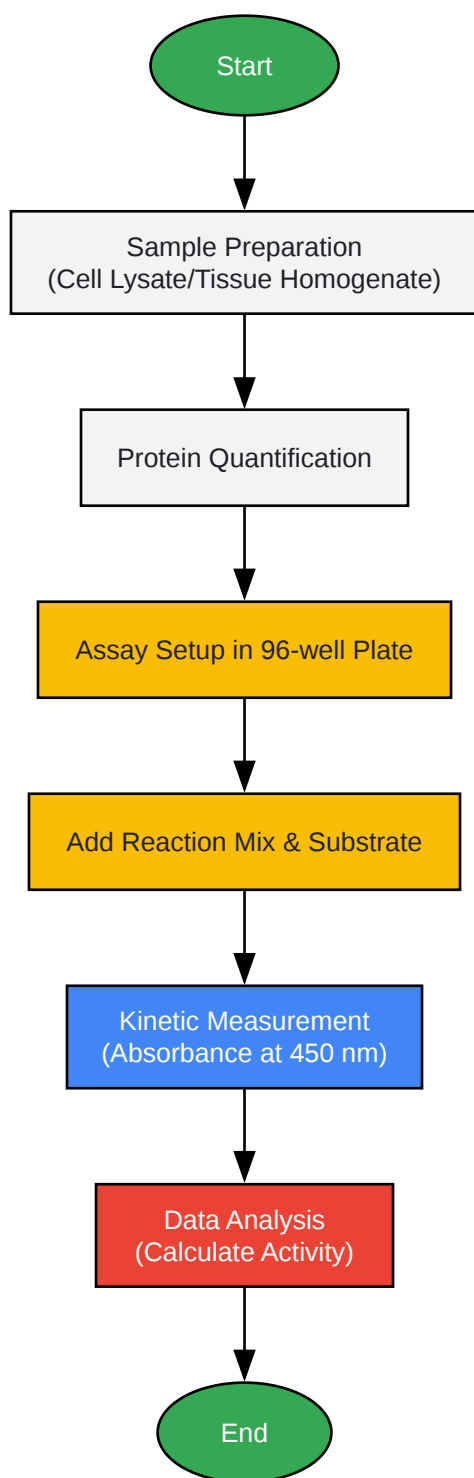 Start
Sample Preparation
(Cell Lysate/Tissue Homogenate)
Protein Quantification
Assay Setup in 96-well Plate
Add Reaction Mix & Substrate
Kinetic Measurement
(Absorbance at 450 nm)
Data Analysis
(Calculate Activity)
End